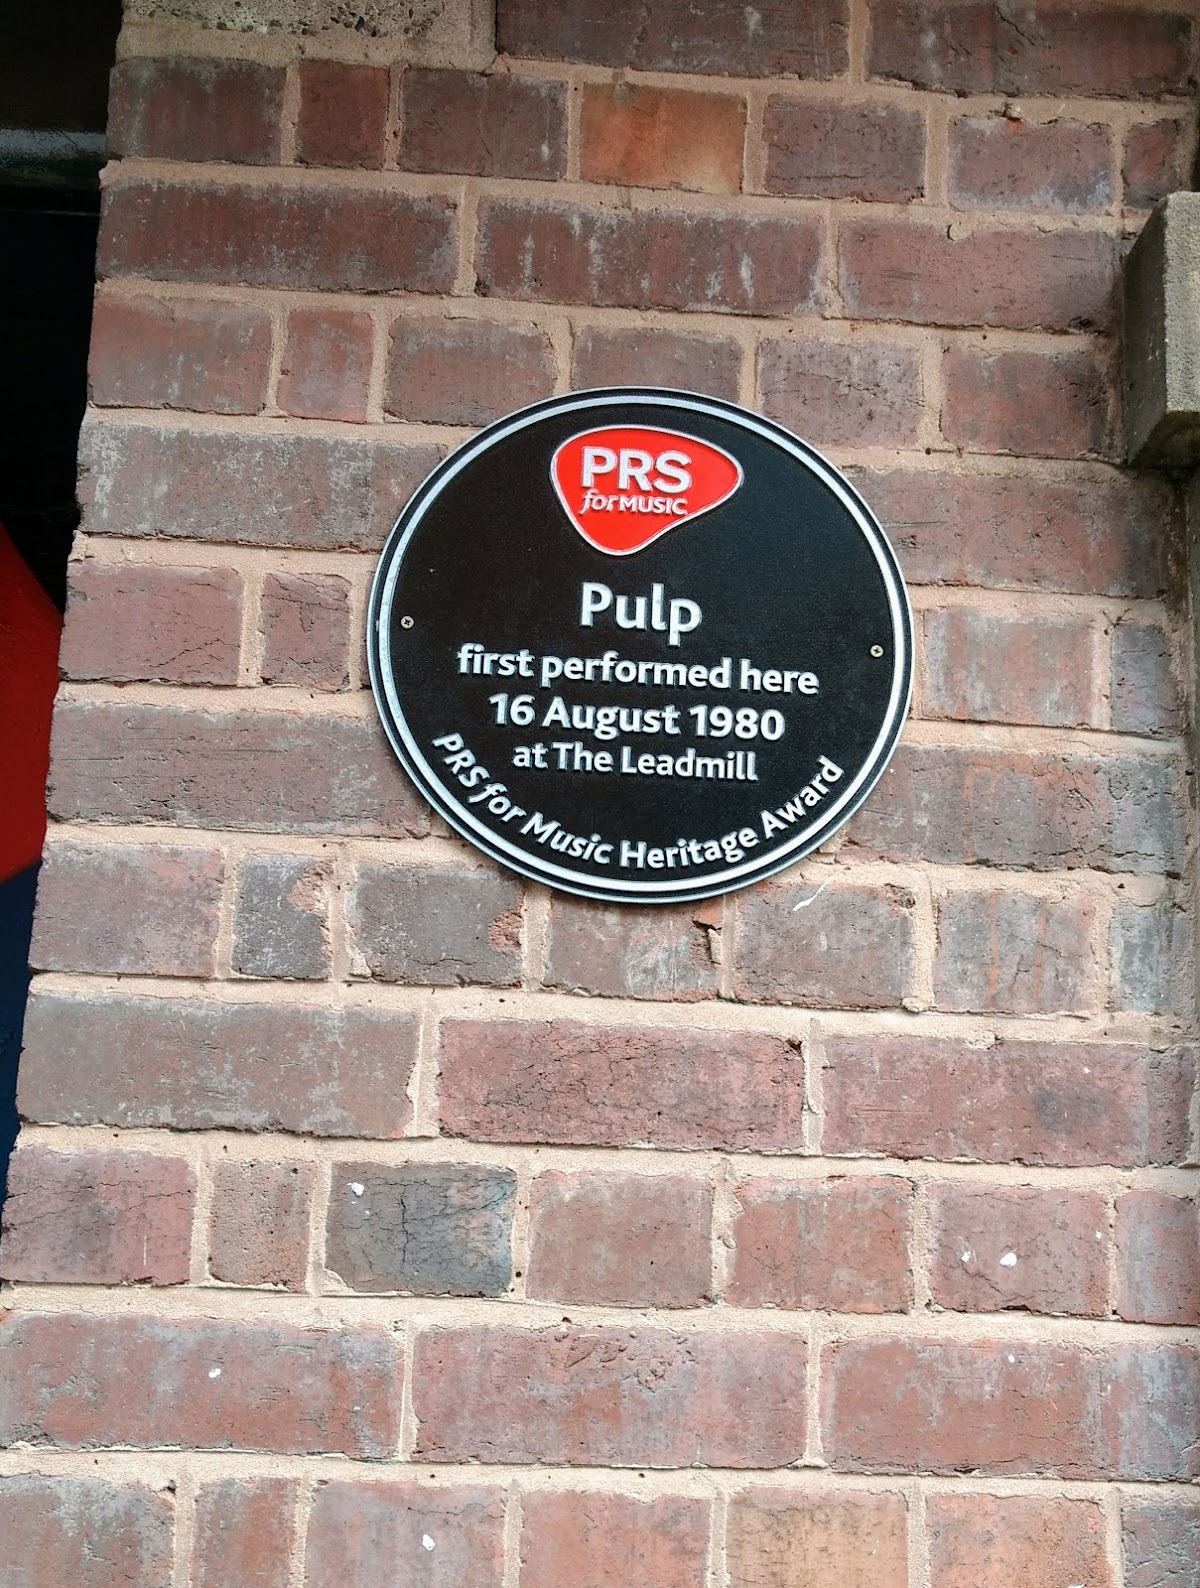 PRS
for MUSIC
Pulp
first performed here
16 August 1980
at The Leadmill
PRS for Music Heritage Award